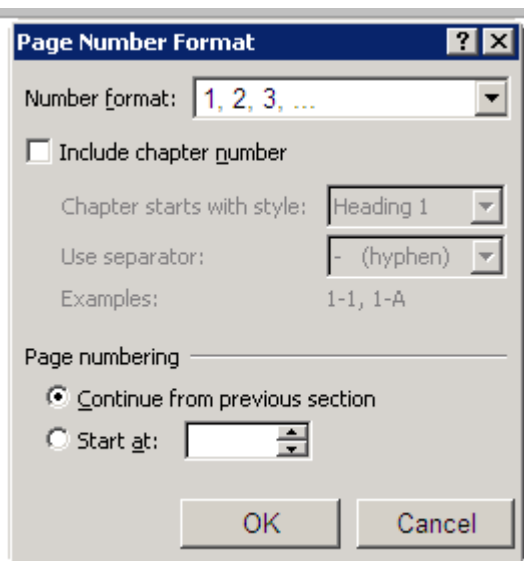 Page Number Format ? X
Number format: 1, 2, 3, ...
Include chapter number
Chapter starts with style: Heading 1
Use separator: - (hyphen)
Examples: 1-1, 1-A
Page numbering
Continue from previous section
Start at:
OK Cancel